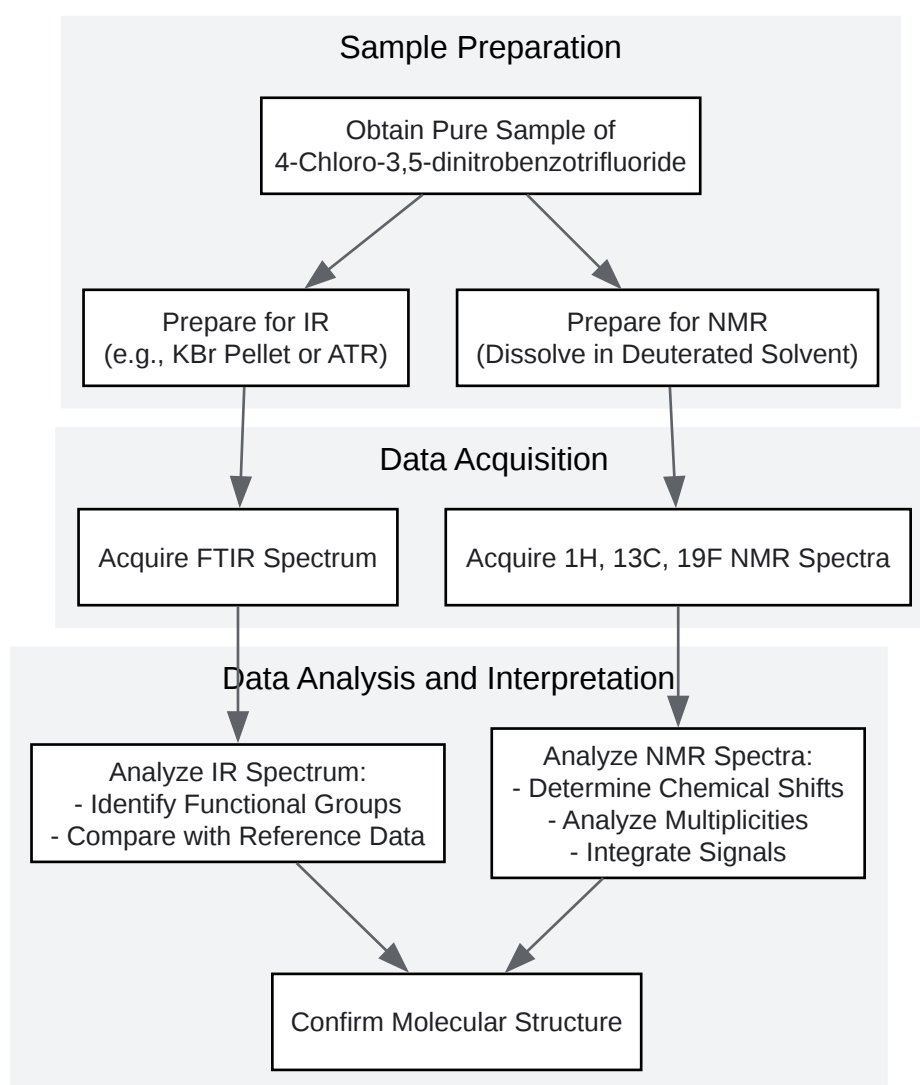 Sample Preparation
Obtain Pure Sample of
4-Chloro-3,5-dinitrobenzotrifluoride
Prepare for IR
(e.g., KBr Pellet or ATR)
Prepare for NMR
(Dissolve in Deuterated Solvent)
Data Acquisition
Acquire FTIR Spectrum
Acquire 1H, 13C, 19F NMR Spectra
Data Analysis and Interpretation
Analyze IR Spectrum:
- Identify Functional Groups
- Compare with Reference Data
Analyze NMR Spectra:
- Determine Chemical Shifts
- Analyze Multiplicities
- Integrate Signals
Confirm Molecular Structure